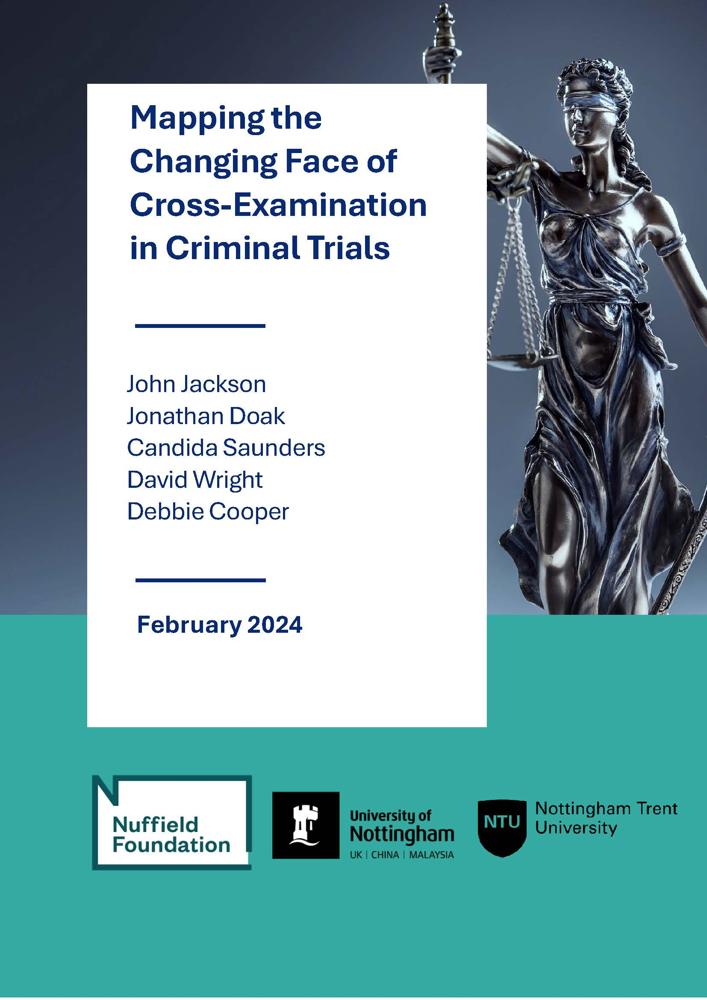 Mapping the
Changing Face of
Cross-Examination
in Criminal Trials
John Jackson
Jonathan Doak
Candida Saunders
David Wright
Debbie Cooper
February 2024
Nuffield
Foundation
University of
Nottingham
UK | CHINA | MALAYSIA
NTU
Nottingham Trent
University